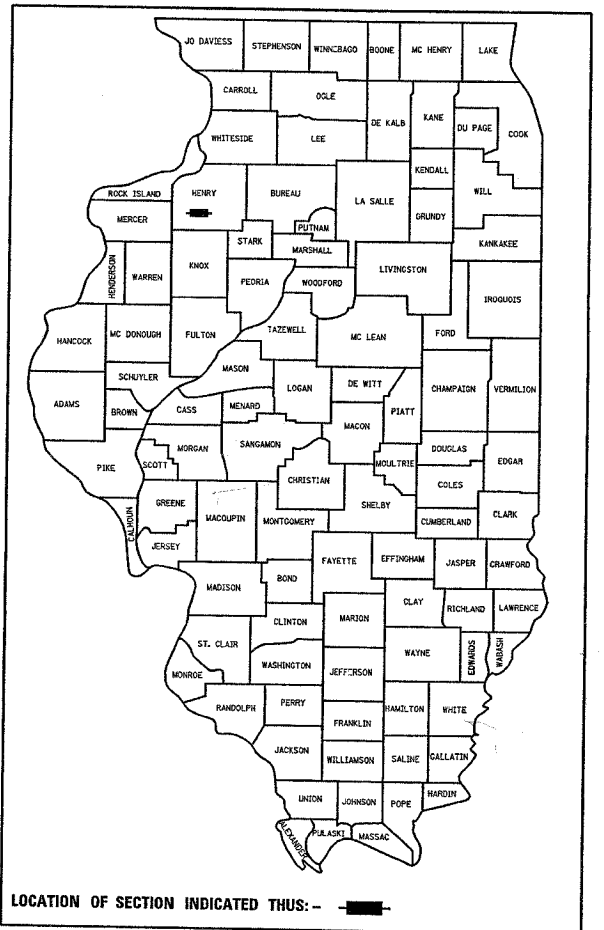 JO DAVIESS STEPHENSON WINNEBAGO BOONE MC HENRY LAKE
CARROLL OGLE DE KALB KANE DU PAGE COOK
WHITESIDE LEE
KENDALL WILL
ROCK ISLAND HENRY BUREAU LA SALLE GRUNDY
MERCER PUTNAM
STARK MARSHALL KANKAKEE
HENDERSON WARREN KNOX PEORIA WOODFORD LIVINGSTON IROQUOIS
HANCOCK MC DONOUGH FULTON TAZEWELL MC LEAN FORD
SCHUYLER MASON LOGAN DE WITT CHAMPAIGN VERMILION
ADAMS BROWN CASS MENARD MACON PIATT
PIKE SCOTT MORGAN SANGAMON CHRISTIAN MOULTRIE DOUGLAS EDGAR
COLES
CALHOUN GREENE MACOUPIN MONTGOMERY SHELBY CUMBERLAND CLARK
JERSEY FAYETTE EFFINGHAM JASPER CRAWFORD
MADISON BOND CLAY RICHLAND LAWRENCE
CLINTON MARION
ST. CLAIR WASHINGTON JEFFERSON WAYNE EDWARDS WABASH
MONROE
RANDOLPH PERRY FRANKLIN HAMILTON WHITE
JACKSON WILLIAMSON SALINE GALLATIN
UNION JOHNSON POPE HARDIN
ALEXANDER PULASKI MASSAC
LOCATION OF SECTION INDICATED THUS:-